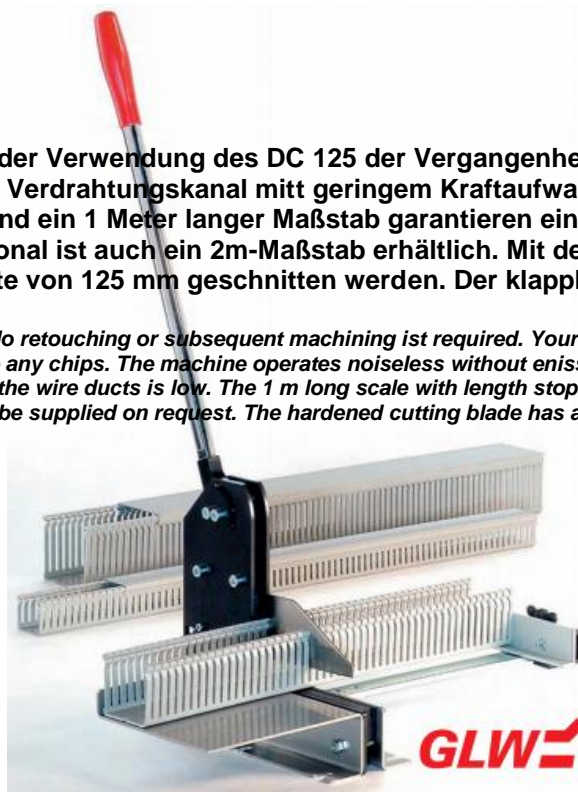 der Verwendung des DC 125 der Vergangenhe
Verdrahtungskanal mitt geringem Kraftaufwa
nd ein 1 Meter langer Maßstab garantieren ein
onal ist auch ein 2m-Maßstab erhältlich. Mit de
te von 125 mm geschnitten werden. Der klappl
lo retouching or subsequent machining ist required. Your
any chips. The machine operates noiseless without eniss
the wire ducts is low. The 1 m long scale with length stop
be supplied on request. The hardened cutting blade has a
GLW